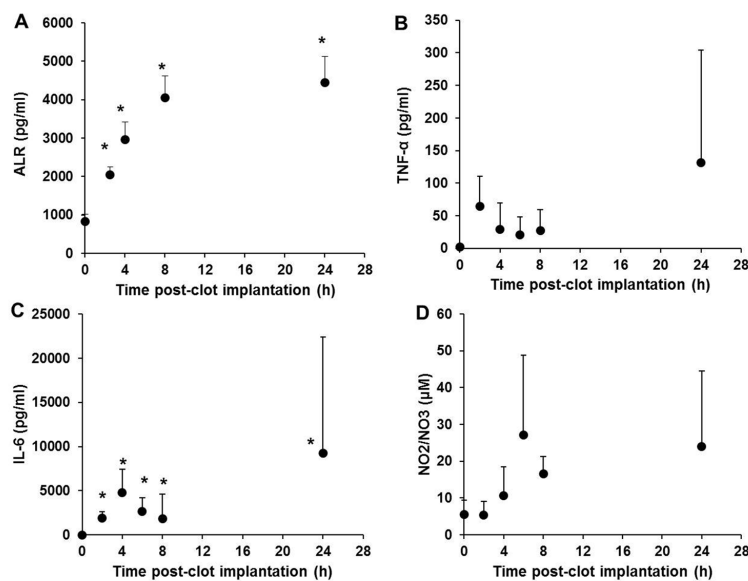 A
6000
5000
4000
3000
2000
1000
0
ALR (pg/ml)
*
*
*
*
0 4 8 12 16 20 24 28
Time post-clot implantation (h)
B
350
300
250
200
150
100
50
0
TNF-α (pg/ml)
0 4 8 12 16 20 24 28
Time post-clot implantation (h)
C
25000
20000
15000
10000
5000
0
IL-6 (pg/ml)
*
*
*
*
*
0 4 8 12 16 20 24 28
Time post-clot implantation (h)
D
60
50
40
30
20
10
0
NO2/NO3 (μM)
0 4 8 12 16 20 24 28
Time post-clot implantation (h)